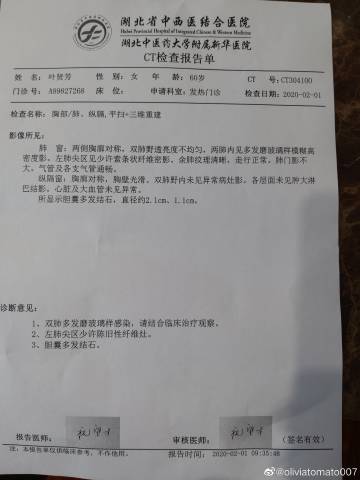 湖北省中西医结合医院
Hubei Provincial Hospital of Integrated Chinese & Western Medicine
湖北中医药大学附属新华医院
CT检查报告单
姓 名：叶贤芳 性 别：女 年 龄：60岁 CT 号：CT304100
门诊号：A89827268 床 位： 申请科室：发热门诊 检查日期：2020-02-01
检查名称：胸部/肺、纵隔,平扫+三维重建
影像所见：
肺 窗：两侧胸廓对称，双肺野透亮度不均匀，两肺内见多发磨玻璃样模糊高
密度影，左肺尖区见少许索条状纤维密影，余肺纹理清晰，走行正常，肺门影不
大，气管及各支气管通畅。
纵隔窗：胸廓对称，胸壁光滑，双肺野内未见异常病灶影，各层面未见肿大淋
巴结影，心脏及大血管未见异常。
所显示胆囊多发结石，直径约2.1cm、1.1cm。
诊断意见：
1、双肺多发磨玻璃样感染，请结合临床治疗观察。
2、左肺尖区少许陈旧性纤维灶。
3、胆囊多发结石。
报告医师： 审核医师： (签名有效)
注：本报告单仅供临床参考，不作他用。 报告时间：2020-02-01 09:35:46
@oliviatomato007